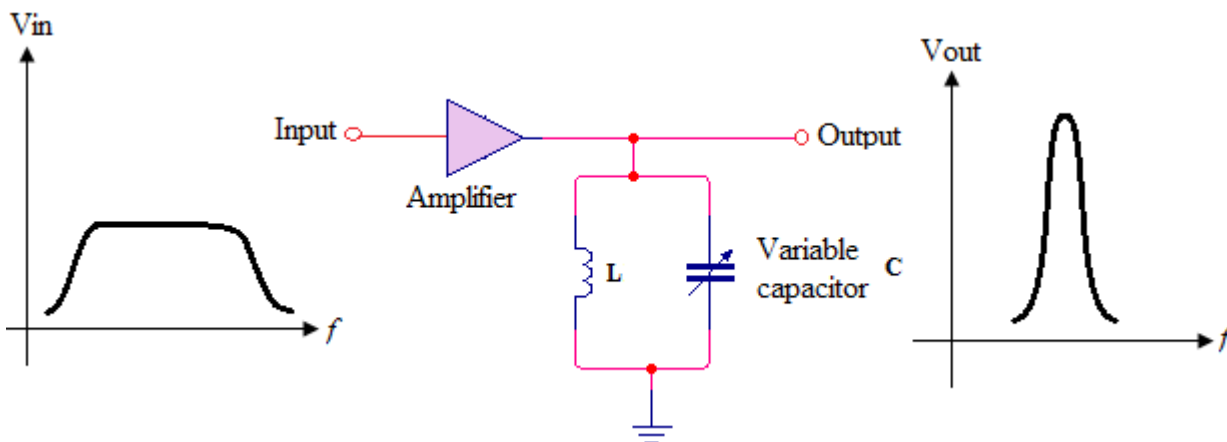 Vin
f
Input
Amplifier
Output
L
Variable
capacitor
C
Vout
f